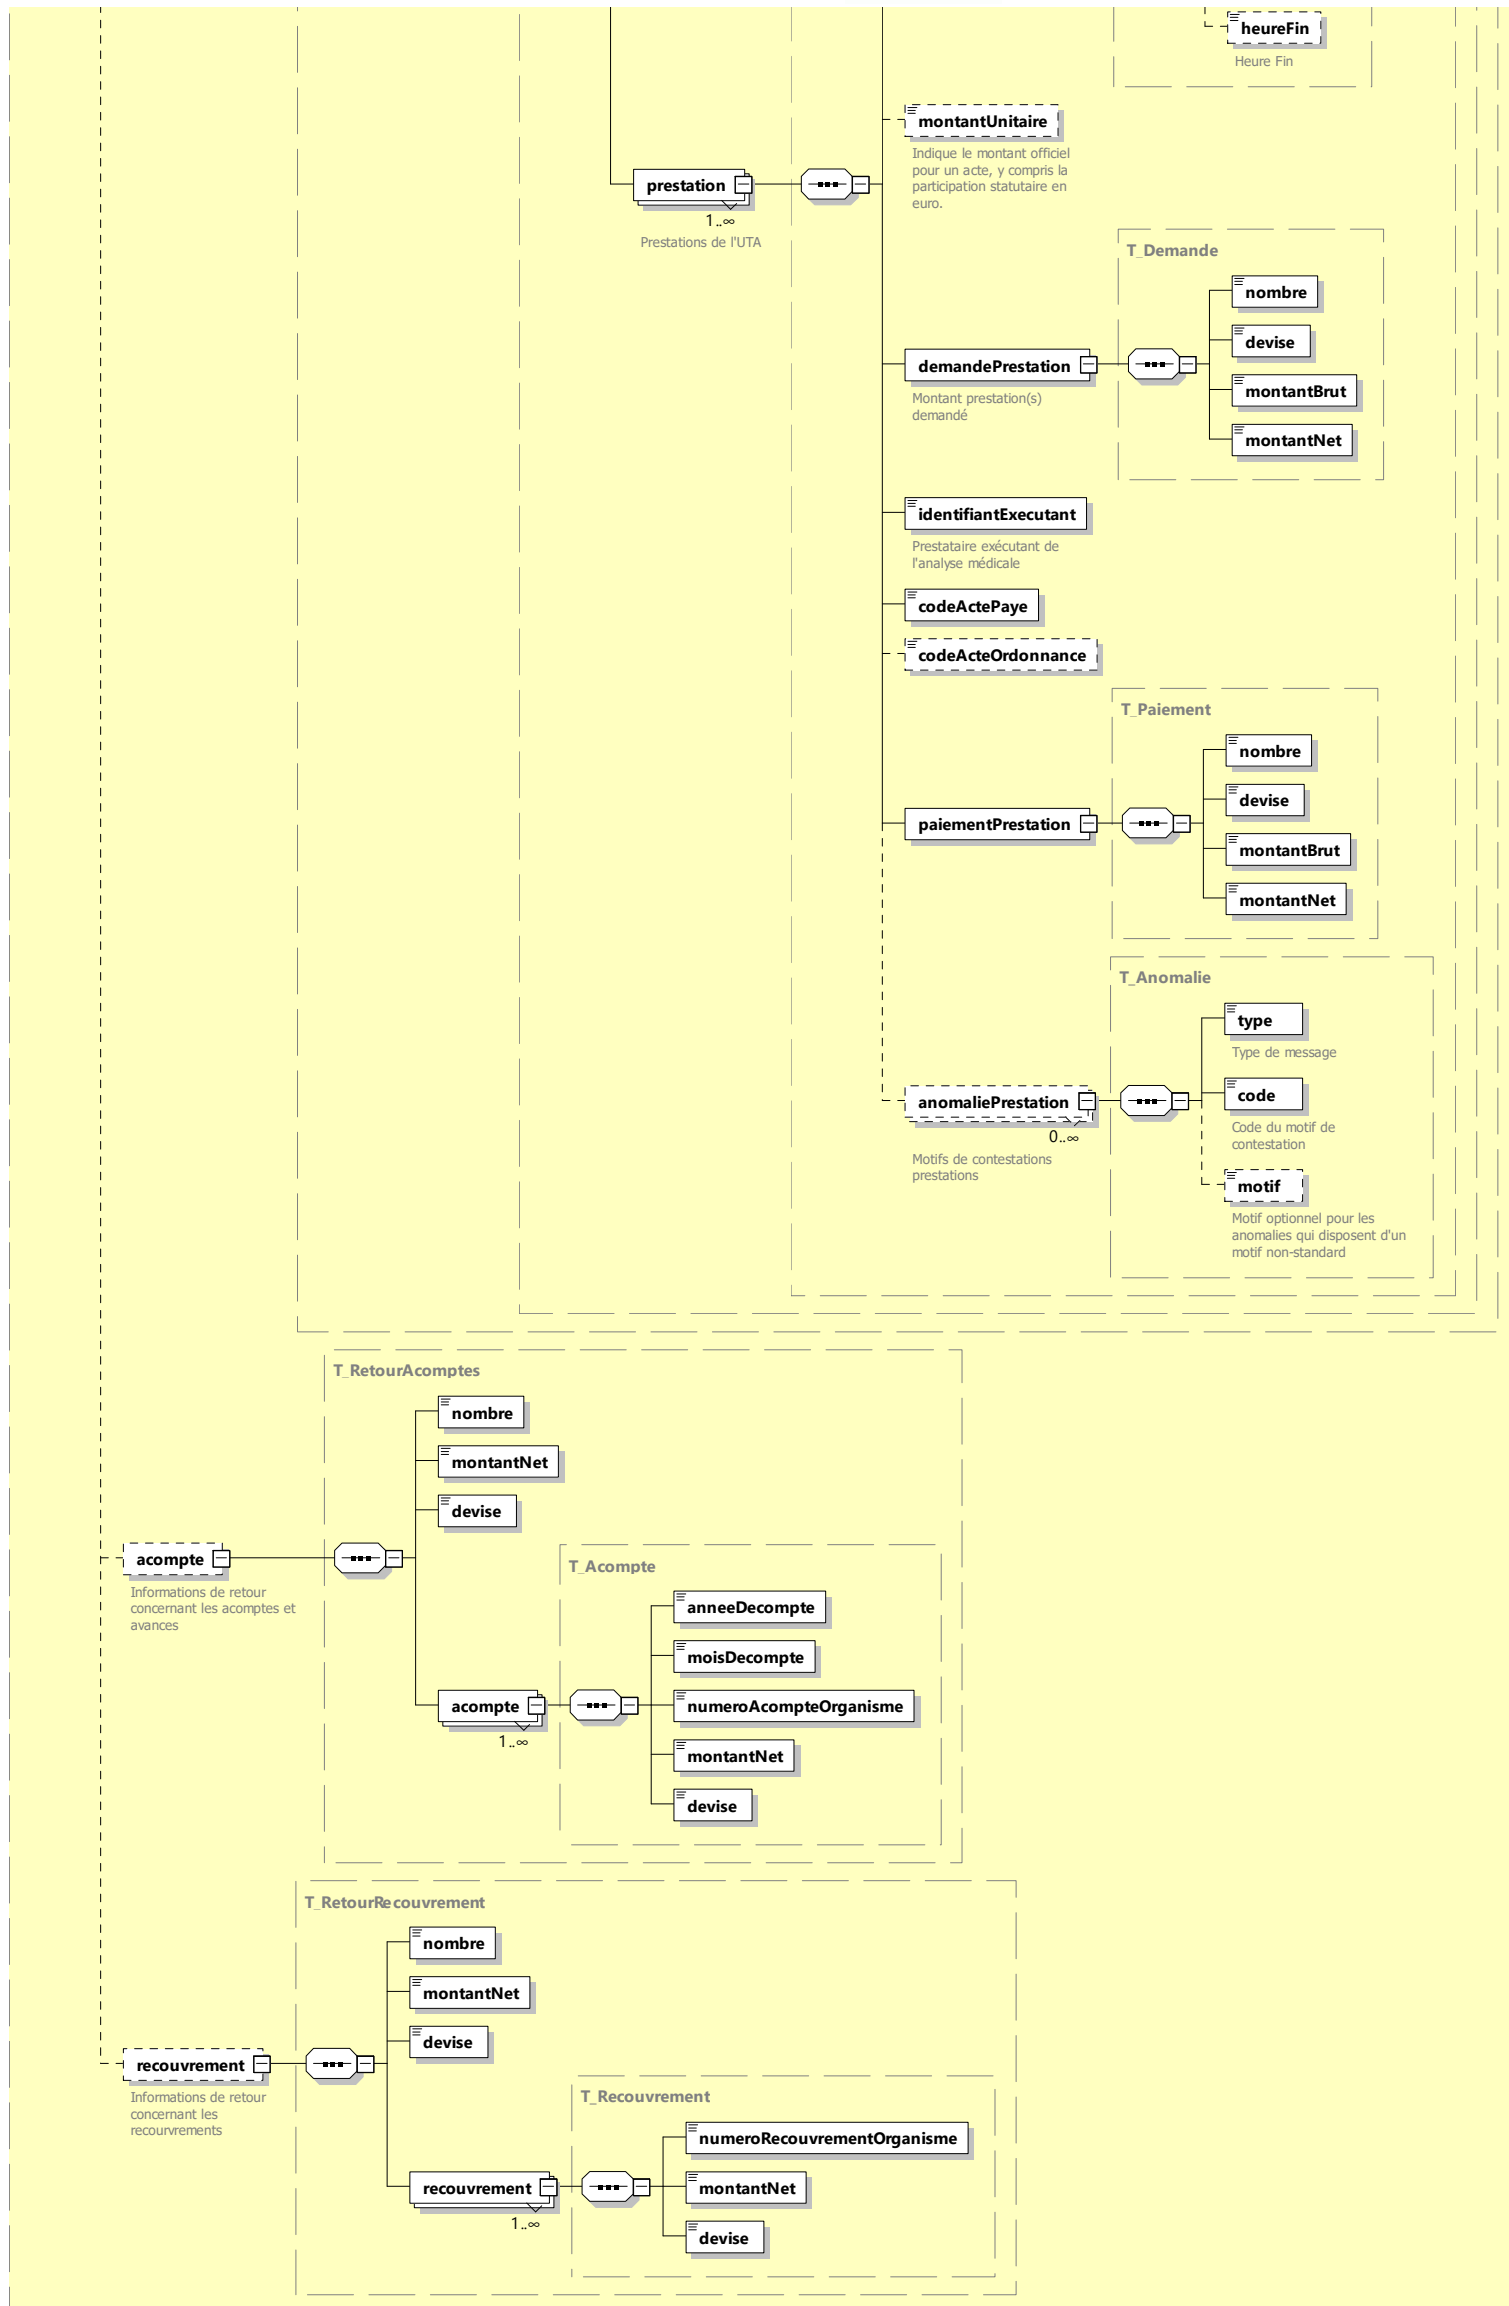 heureFin
Heure Fin
montantUnitaire
Indique le montant officiel
pour un acte, y compris la
participation statutaire en
euro.
prestation
1..∞
Prestations de l'UTA
T_Demande
nombre
devise
montantBrut
montantNet
demandePrestation
Montant prestation(s)
demandé
identifiantExecutant
Prestataire exécutant de
l'analyse médicale
codeActePaye
codeActeOrdonnance
T_Paiement
nombre
devise
montantBrut
montantNet
paiementPrestation
T_Anomalie
type
Type de message
code
Code du motif de
contestation
motif
Motif optionnel pour les
anomalies qui disposent d'un
motif non-standard
anomaliePrestation
0..∞
Motifs de contestations
prestations
T_RetourAcomptes
nombre
montantNet
devise
acompte
Informations de retour
concernant les acomptes et
avances
T_Acompte
anneeDecompte
moisDecompte
numeroAcompteOrganisme
montantNet
devise
acompte
1..∞
T_RetourRecouvrement
nombre
montantNet
devise
recouvrement
Informations de retour
concernant les
recourvrements
T_Recouvrement
numeroRecouvrementOrganisme
montantNet
devise
recouvrement
1..∞